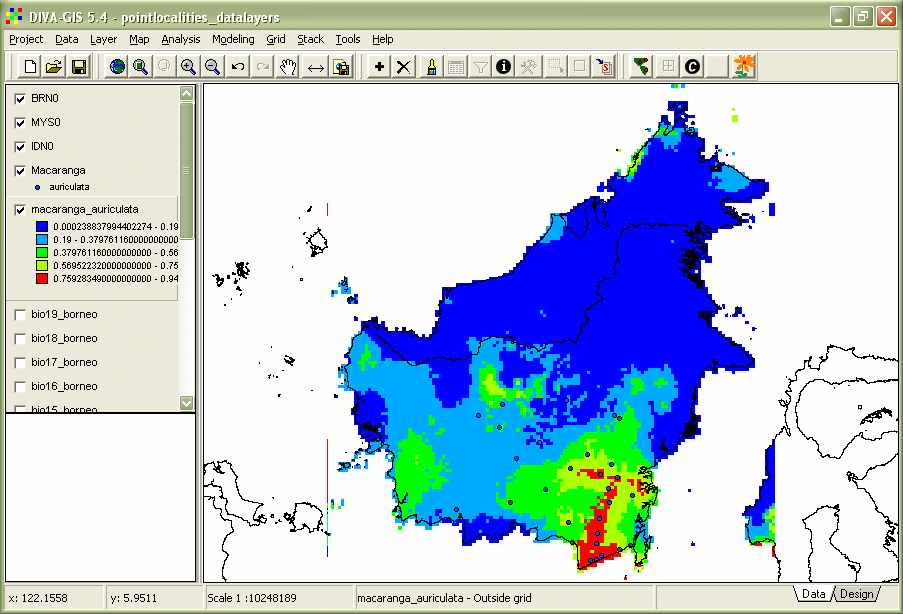 DIVA-GIS 5.4 - pointlocalities_datalayers
Project Data Layer Map Analysis Modeling Grid Stack Tools Help
BRN0
MYS0
IDN0
Macaranga
auriculata
macaranga_auriculata
0.000238837994402274 - 0.19
0.19 - 0.379761160000000000
0.379761160000000000 - 0.56
0.569522320000000000 - 0.75
0.759283490000000000 - 0.94
bio19_borneo
bio18_borneo
bio17_borneo
bio16_borneo
bio15_borneo
Data Design
x: 122.1558 y: 5.9511 Scale 1 :10248189 macaranga_auriculata - Outside grid